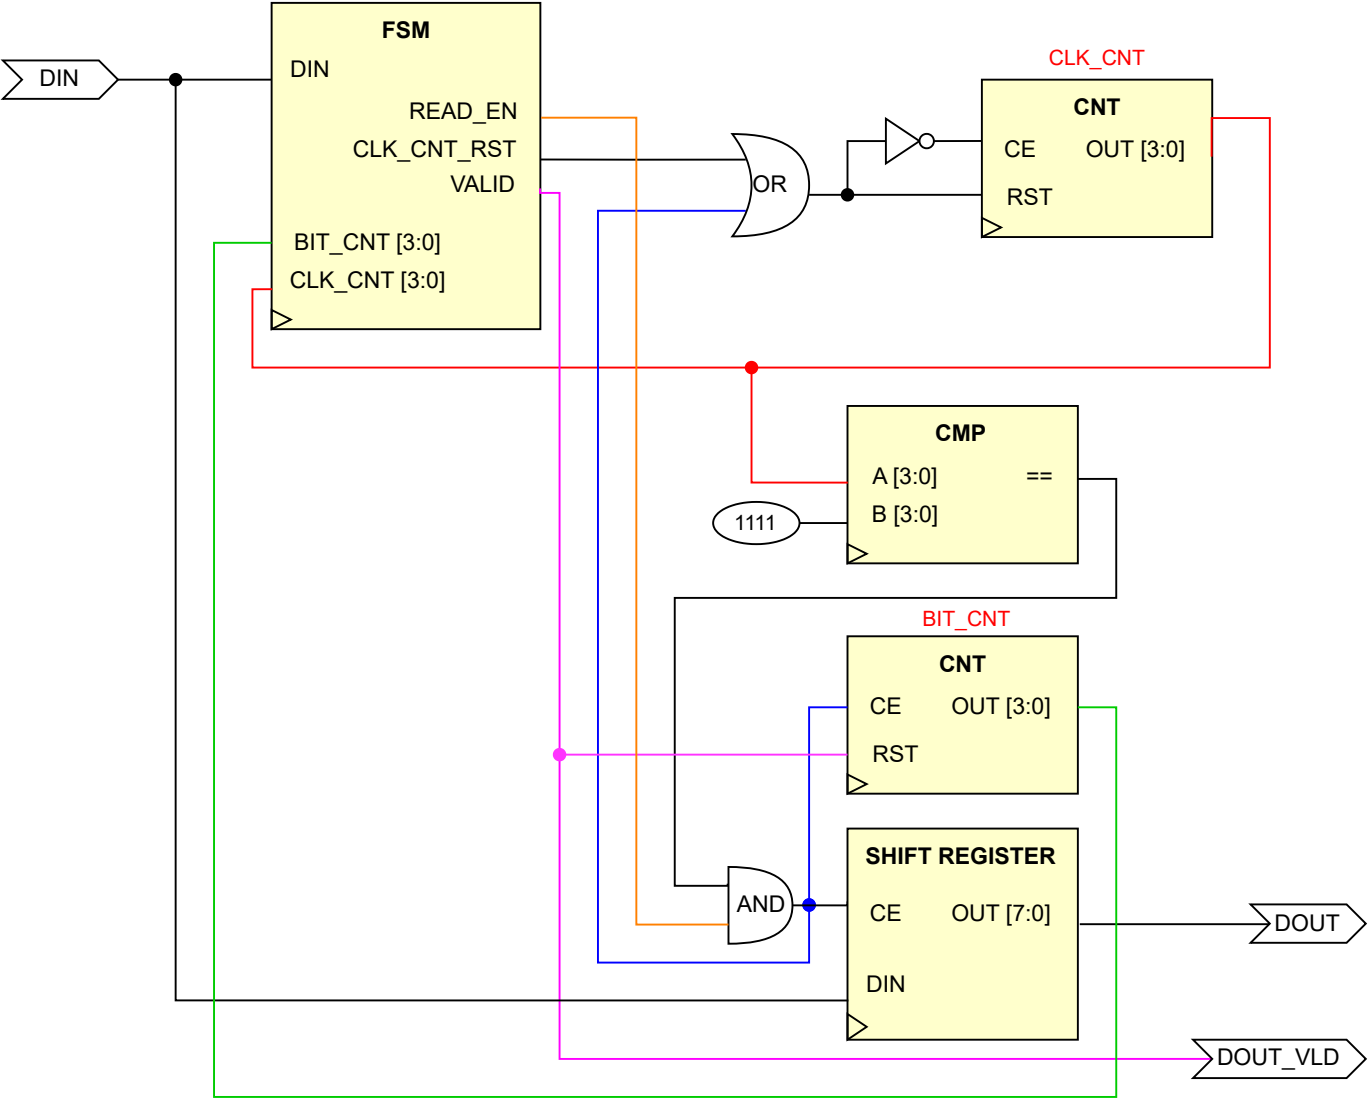 FSM
DIN
DIN
READ_EN
CLK_CNT_RST
VALID
BIT_CNT [3:0]
CLK_CNT [3:0]
OR
CLK_CNT
CNT
CE
OUT [3:0]
RST
CMP
A [3:0]
==
B [3:0]
1111
BIT_CNT
CNT
CE
OUT [3:0]
RST
SHIFT REGISTER
AND
CE
OUT [7:0]
DIN
DOUT
DOUT_VLD